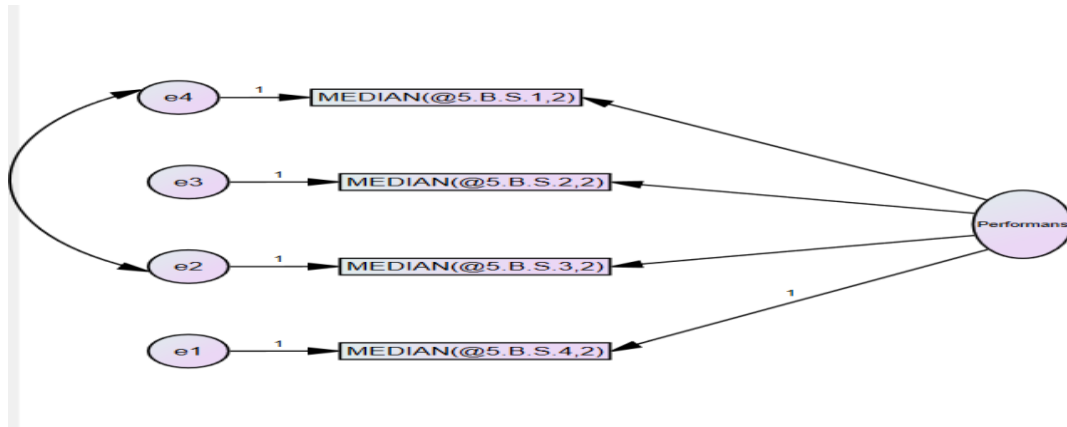 e4 1 MEDIAN(@5.B.S.1,2)
e3 1 MEDIAN(@5.B.S.2,2)
Performans
e2 1 MEDIAN(@5.B.S.3,2)
1
e1 1 MEDIAN(@5.B.S.4,2)